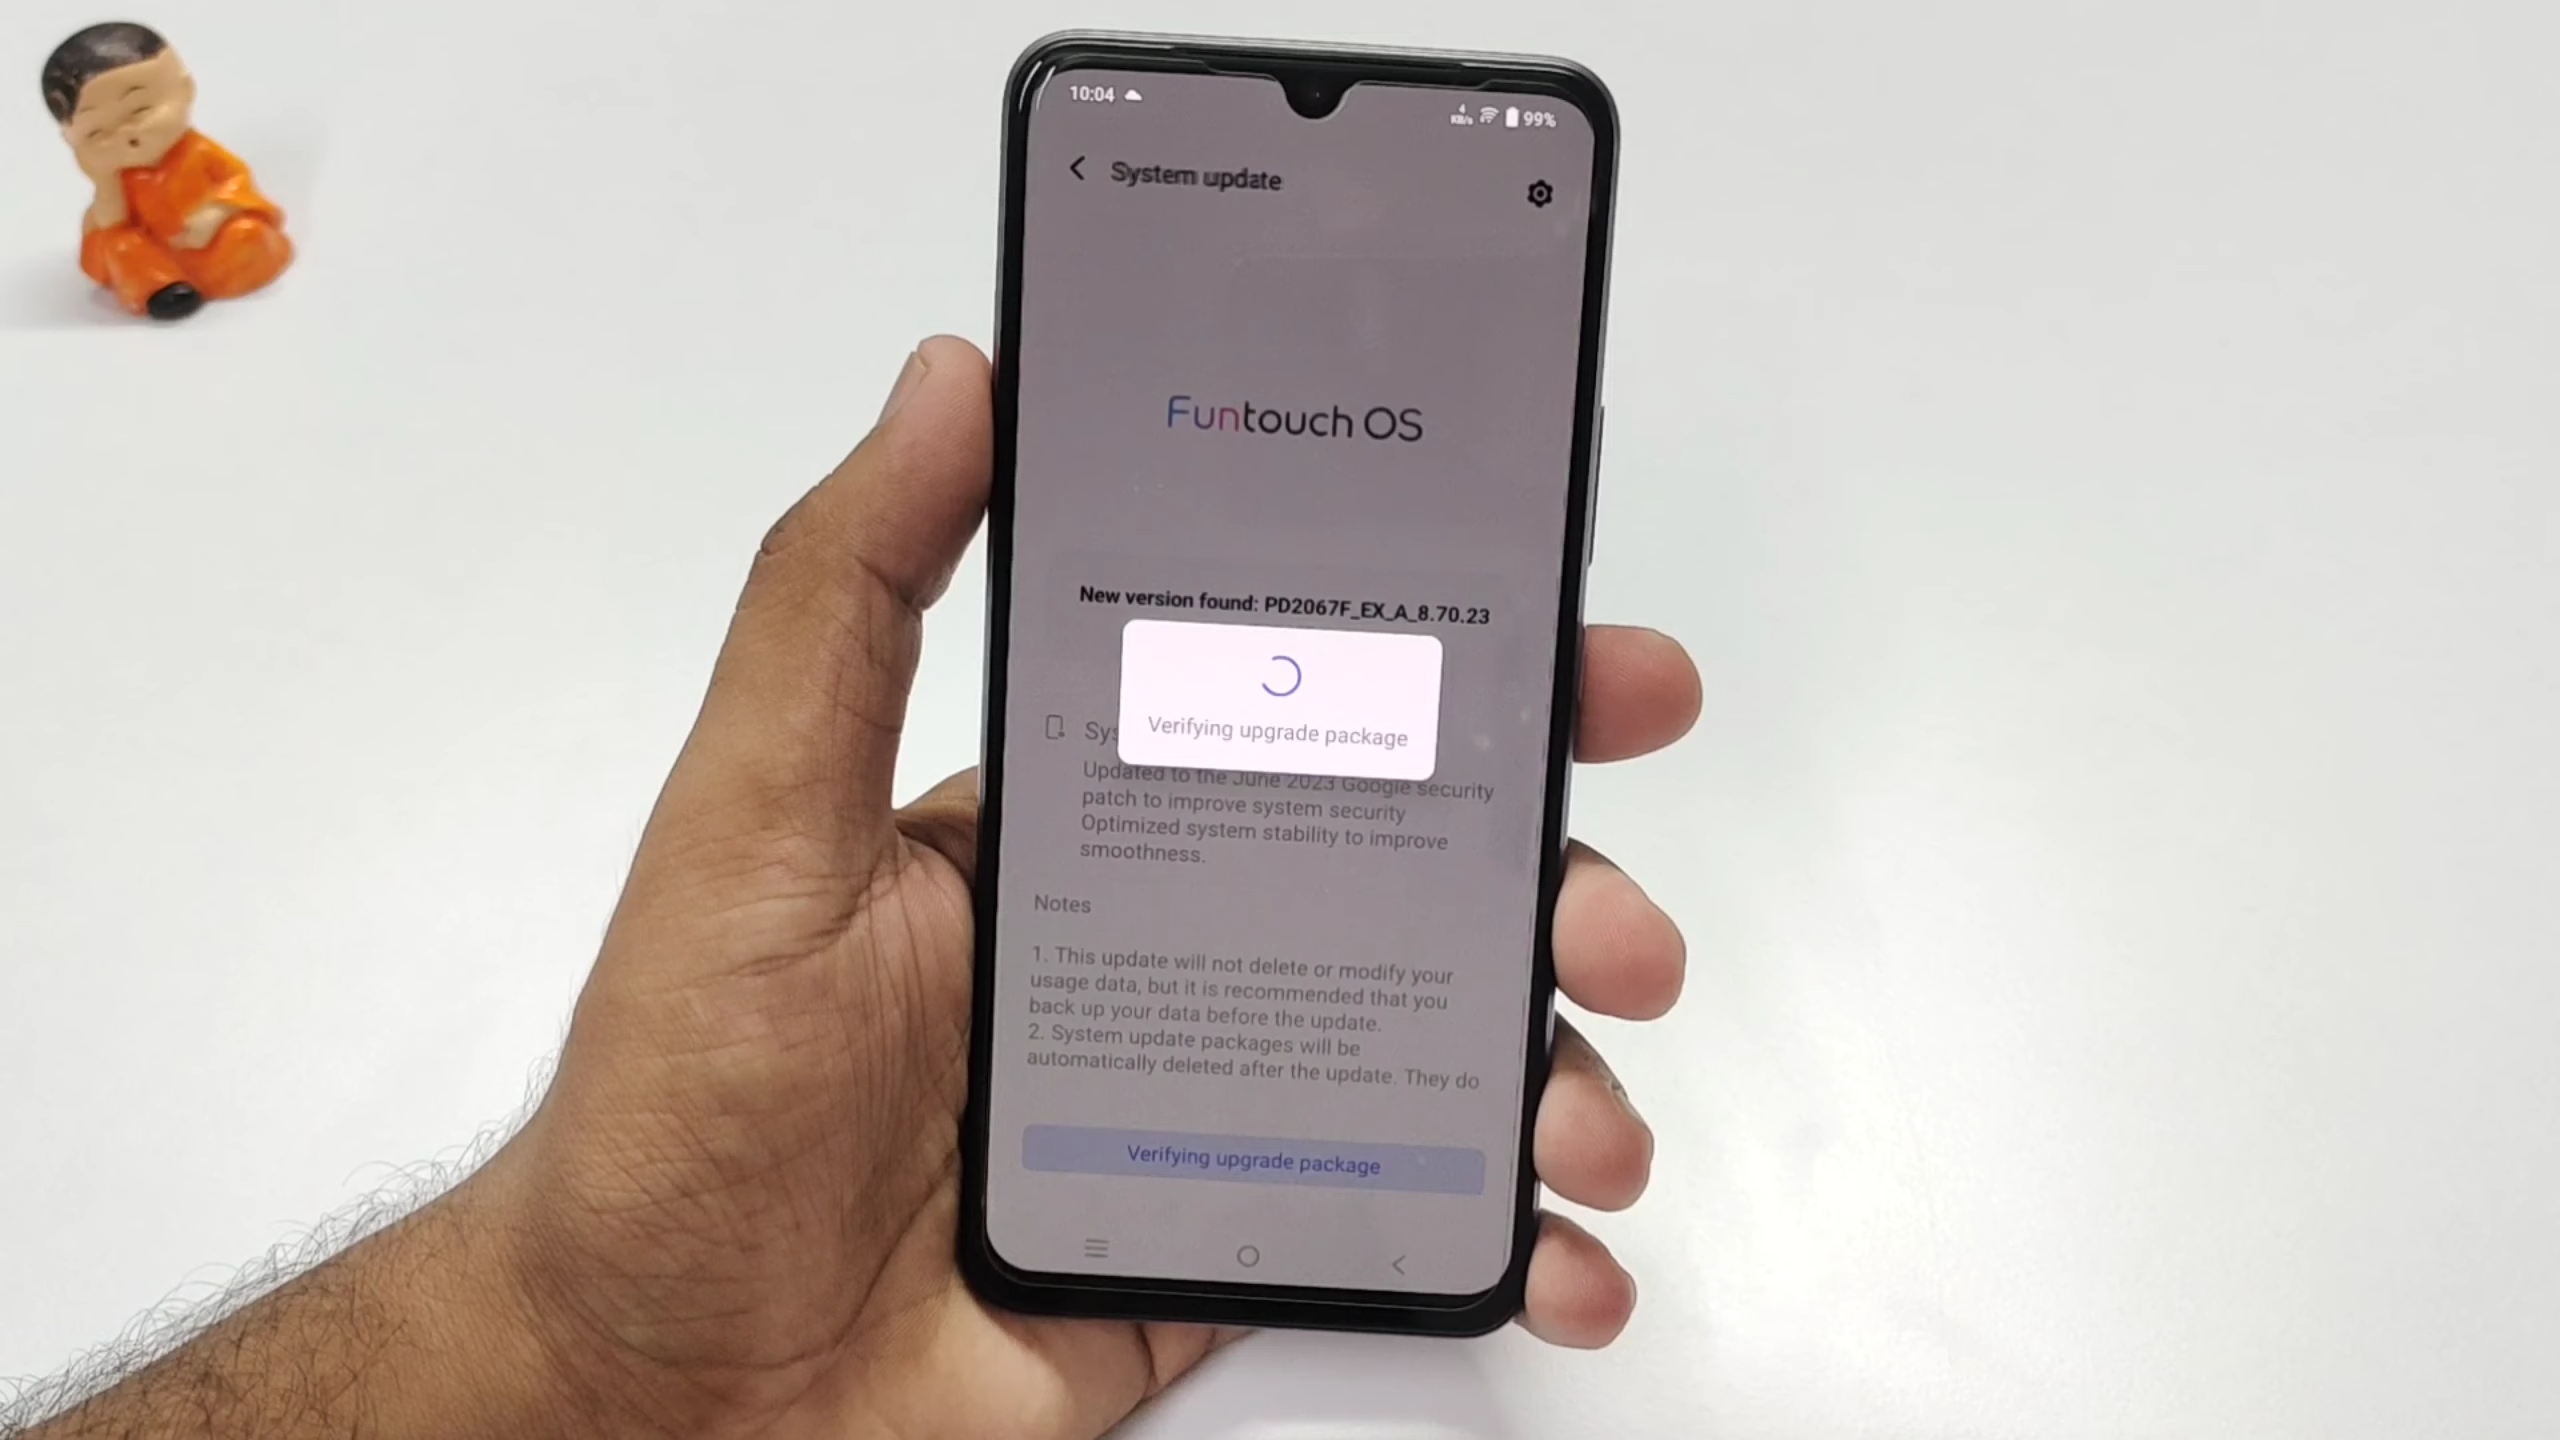 10:04
4
KB/s
99%
System update
Funtouch OS
New version found: PD2067F_EX_A_8.70.23
Verifying upgrade package
Sys
Updated to the June 2023 Google security
patch to improve system security
Optimized system stability to improve
smoothness.
Notes
1. This update will not delete or modify your
usage data, but it is recommended that you
back up your data before the update.
2. System update packages will be
automatically deleted after the update. They do
Verifying upgrade package